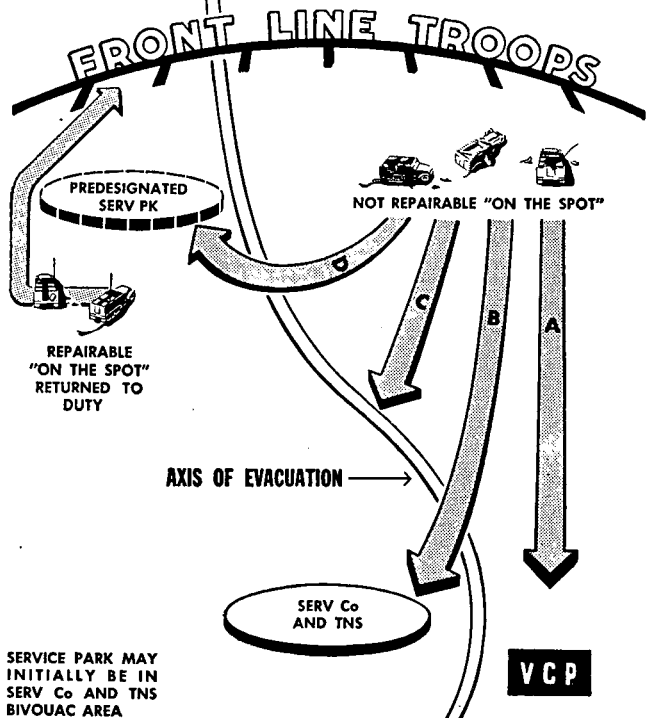 FRONT LINE TROOPS
PREDESIGNATED
SERV PK
NOT REPAIRABLE "ON THE SPOT"
D
C
B
A
REPAIRABLE
"ON THE SPOT"
RETURNED TO
DUTY
AXIS OF EVACUATION
SERV Co
AND TNS
VCP
SERVICE PARK MAY
INITIALLY BE IN
SERV Co AND TNS
BIVOUAC AREA